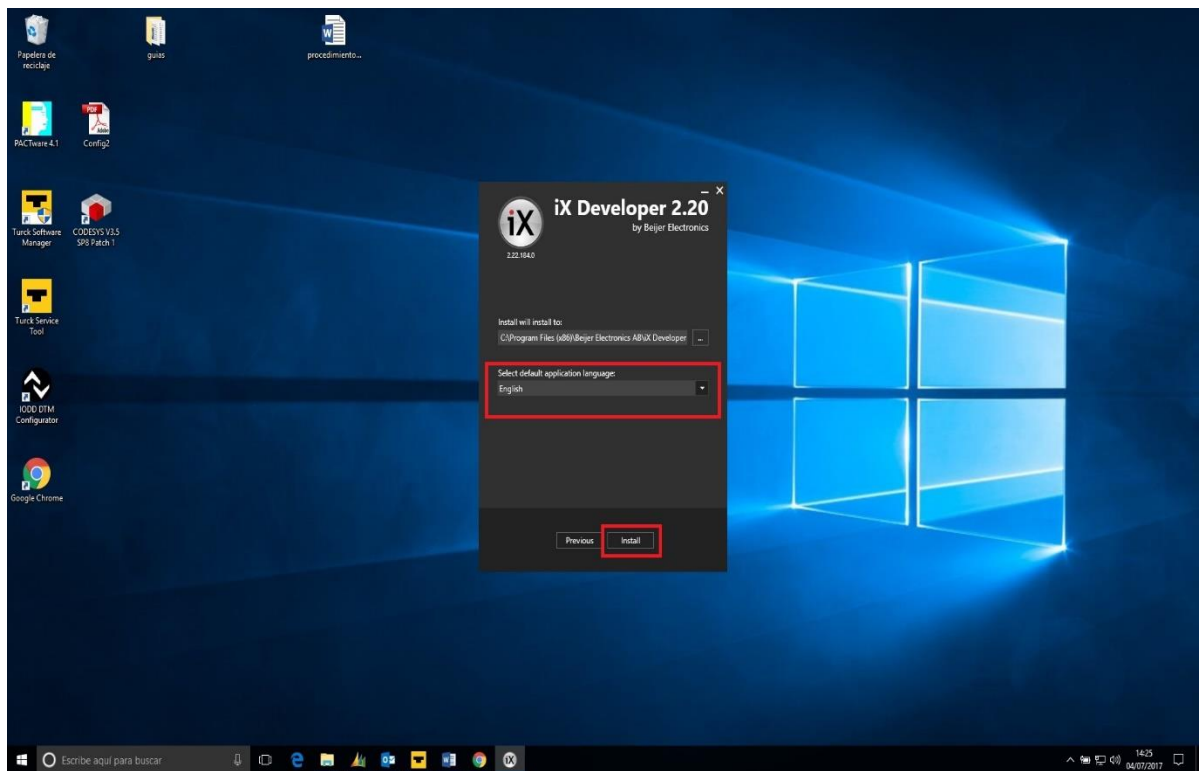 Papelera de
reciclaje
guias
procedimiento...
PACTware 4.1
PDF
Adobe
Config2
Turck Software
Manager
CODESYS V3.5
SP8 Patch 1
Turck Service
Tool
IODD DTM
Configurator
Google Chrome
iX
iX Developer 2.20
by Beijer Electronics
2.22.184.0
Install will install to:
C:\Program Files (x86)\Beijer Electronics AB\iX Developer
...
Select default application language:
English
Previous
Install
Escribe aquí para buscar
14:25
04/07/2017